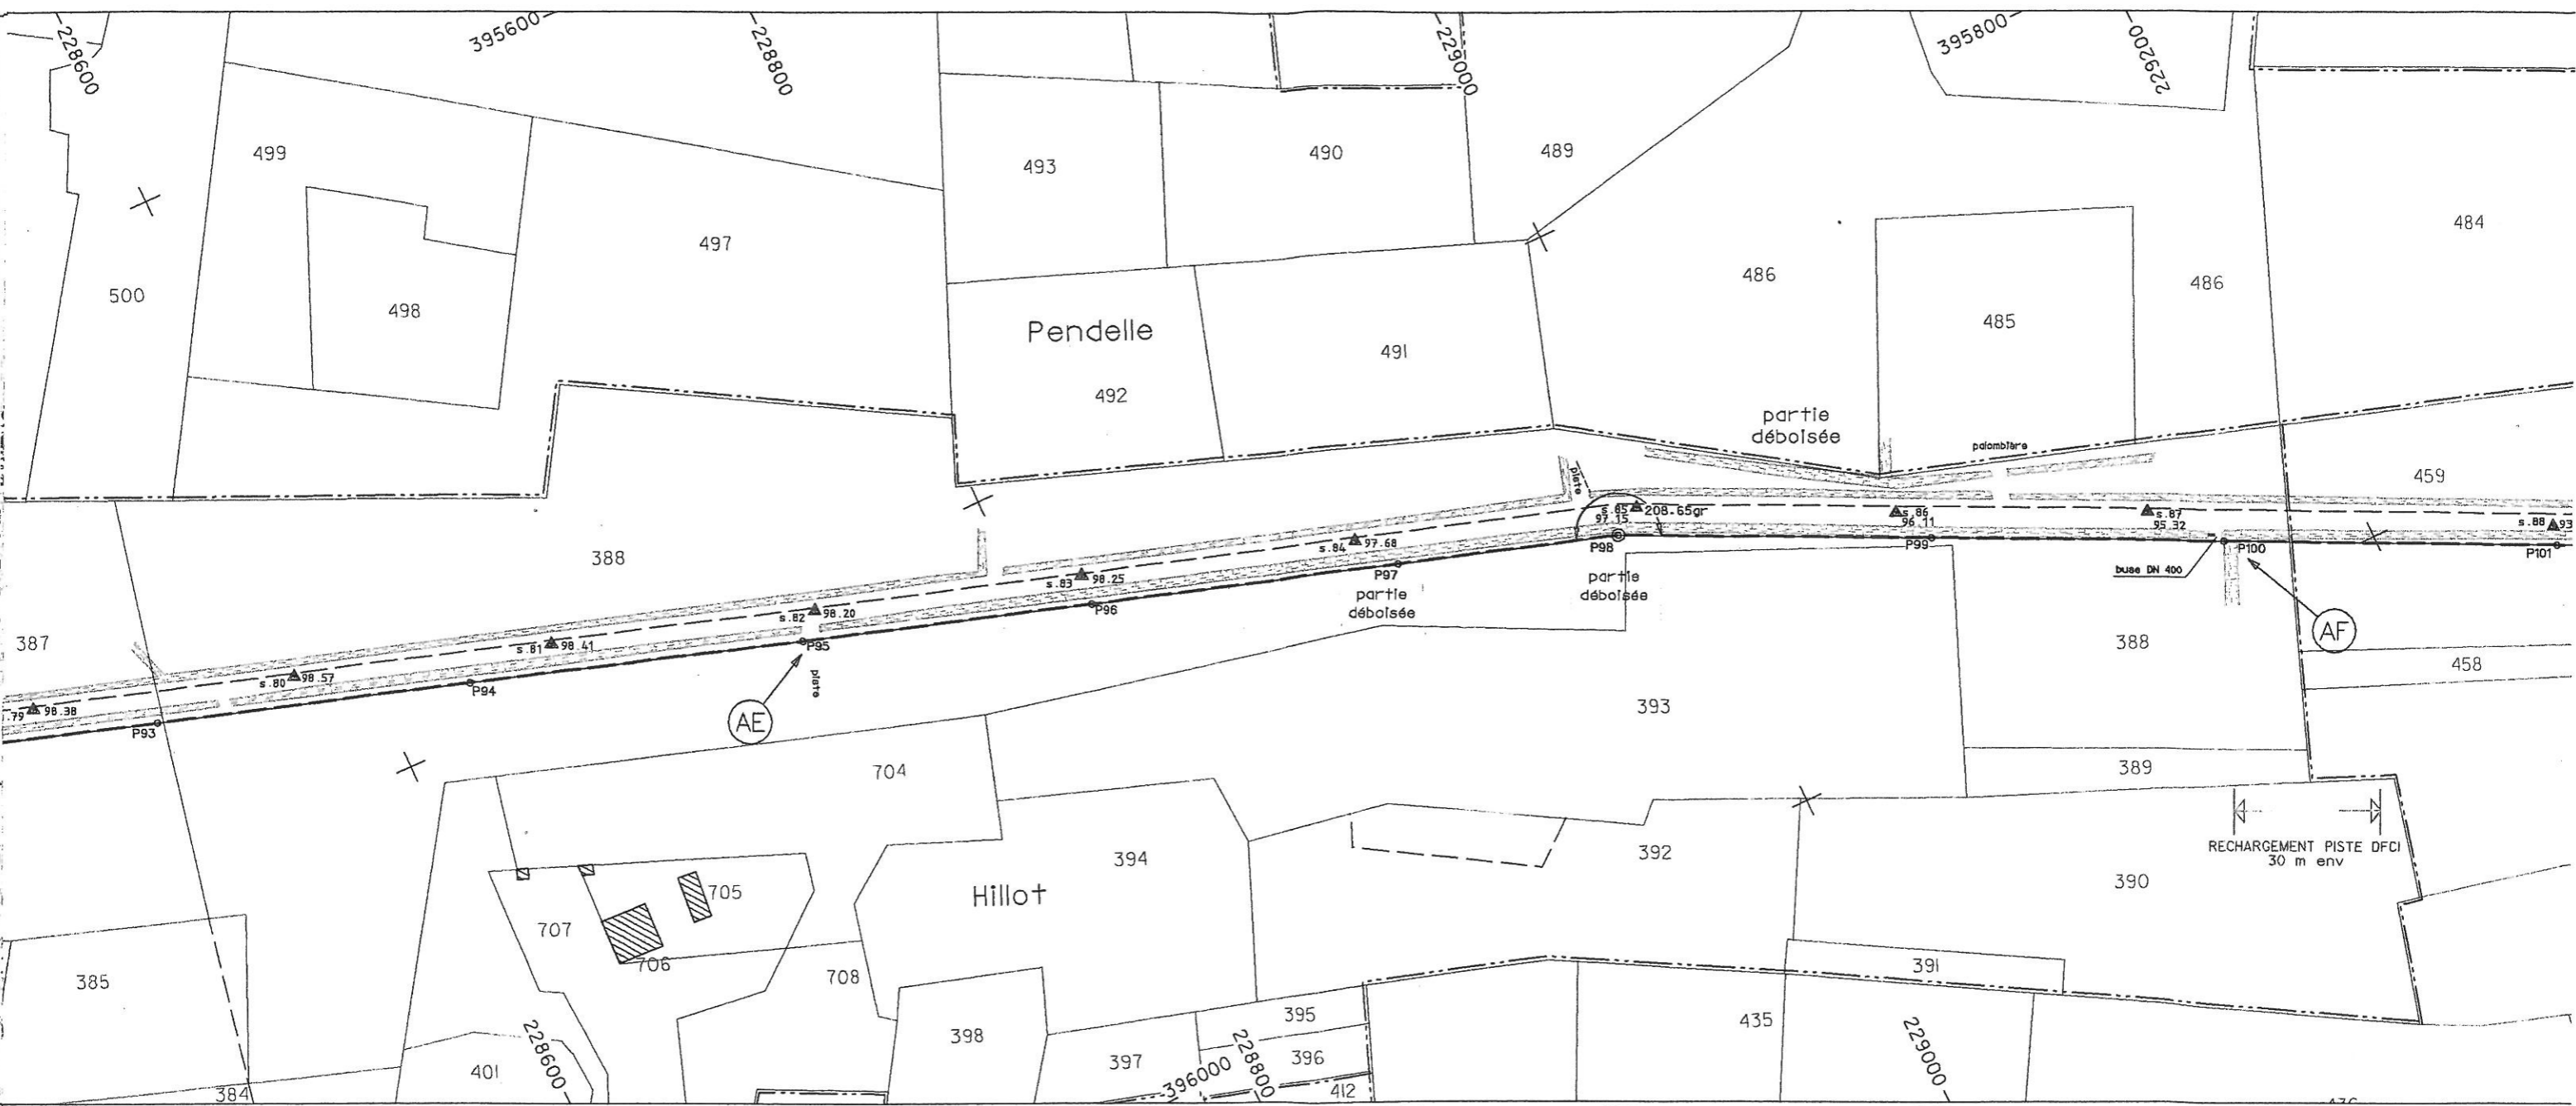 228600
395600
228800
229000
395800
229200
499
493
490
489
484
497
486
486
500
498
485
Pendelle
491
492
partie
déboisée
palombière
459
piste
s.85
97.15
208.65gr
s.86
96.11
s.87
95.32
s.88
93
388
s.84
97.68
P98
P99
P100
P101
buse DN 400
s.83
98.25
P97
partie
déboisée
partie
déboisée
P96
s.82
98.20
387
s.81
98.41
P95
AF
388
458
s.80
98.57
P94
piste
.79
98.38
P93
AE
393
704
389
RECHARGEMENT PISTE DFCI
30 m env
394
392
390
Hillot
705
707
706
708
385
391
395
435
398
397
396
401
384
412
228600
396000
228800
229000